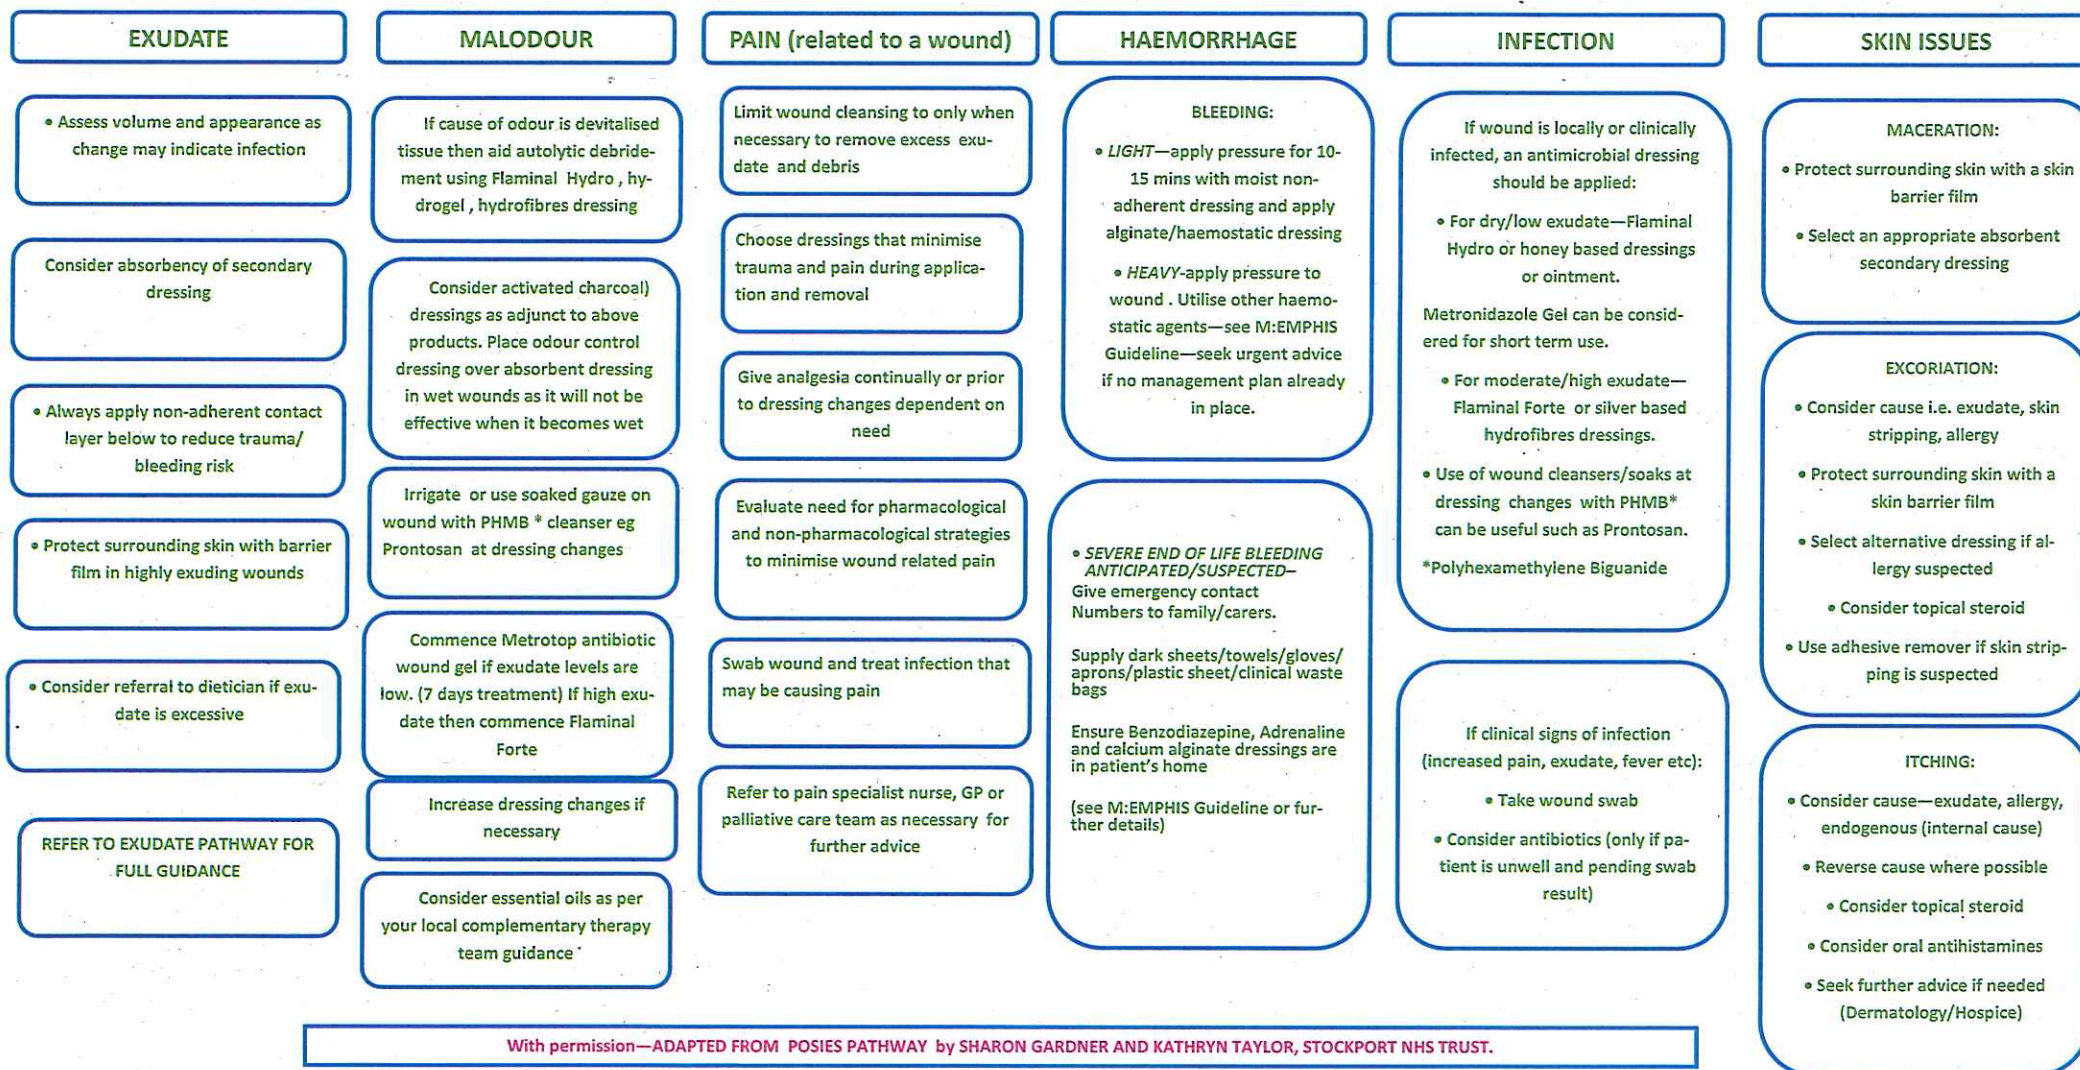 EXUDATE
• Assess volume and appearance as
change may indicate infection
Consider absorbency of secondary
dressing
• Always apply non-adherent contact
layer below to reduce trauma/
bleeding risk
• Protect surrounding skin with barrier
film in highly exuding wounds
• Consider referral to dietician if exu-
date is excessive
REFER TO EXUDATE PATHWAY FOR
FULL GUIDANCE
MALODOUR
If cause of odour is devitalised
tissue then aid autolytic debride-
ment using Flaminal Hydro , hy-
drogel , hydrofibres dressing
Consider activated charcoal)
dressings as adjunct to above
products. Place odour control
dressing over absorbent dressing
in wet wounds as it will not be
effective when it becomes wet
Irrigate or use soaked gauze on
wound with PHMB * cleanser eg
Prontosan at dressing changes
Commence Metrotop antibiotic
wound gel if exudate levels are
low. (7 days treatment) If high exu-
date then commence Flaminal
Forte
Increase dressing changes if
necessary
Consider essential oils as per
your local complementary therapy
team guidance
PAIN (related to a wound)
Limit wound cleansing to only when
necessary to remove excess exu-
date and debris
Choose dressings that minimise
trauma and pain during applica-
tion and removal
Give analgesia continually or prior
to dressing changes dependent on
need
Evaluate need for pharmacological
and non-pharmacological strategies
to minimise wound related pain
Swab wound and treat infection that
may be causing pain
Refer to pain specialist nurse, GP or
palliative care team as necessary for
further advice
HAEMORRHAGE
BLEEDING:
• LIGHT—apply pressure for 10-
15 mins with moist non-
adherent dressing and apply
alginate/haemostatic dressing
• HEAVY-apply pressure to
wound . Utilise other haemo-
static agents—see M:EMPHIS
Guideline—seek urgent advice
if no management plan already
in place.
• SEVERE END OF LIFE BLEEDING
ANTICIPATED/SUSPECTED–
Give emergency contact
Numbers to family/carers.
Supply dark sheets/towels/gloves/
aprons/plastic sheet/clinical waste
bags
Ensure Benzodiazepine, Adrenaline
and calcium alginate dressings are
in patient's home
(see M:EMPHIS Guideline or fur-
ther details)
INFECTION
If wound is locally or clinically
infected, an antimicrobial dressing
should be applied:
• For dry/low exudate—Flaminal
Hydro or honey based dressings
or ointment.
Metronidazole Gel can be consid-
ered for short term use.
• For moderate/high exudate—
Flaminal Forte or silver based
hydrofibres dressings.
• Use of wound cleansers/soaks at
dressing changes with PHMB*
can be useful such as Prontosan.
*Polyhexamethylene Biguanide
If clinical signs of infection
(increased pain, exudate, fever etc):
• Take wound swab
• Consider antibiotics (only if pa-
tient is unwell and pending swab
result)
SKIN ISSUES
MACERATION:
• Protect surrounding skin with a skin
barrier film
• Select an appropriate absorbent
secondary dressing
EXCORIATION:
• Consider cause i.e. exudate, skin
stripping, allergy
• Protect surrounding skin with a
skin barrier film
• Select alternative dressing if al-
lergy suspected
• Consider topical steroid
• Use adhesive remover if skin strip-
ping is suspected
ITCHING:
• Consider cause—exudate, allergy,
endogenous (internal cause)
• Reverse cause where possible
• Consider topical steroid
• Consider oral antihistamines
• Seek further advice if needed
(Dermatology/Hospice)
With permission—ADAPTED FROM POSIES PATHWAY by SHARON GARDNER AND KATHRYN TAYLOR, STOCKPORT NHS TRUST.